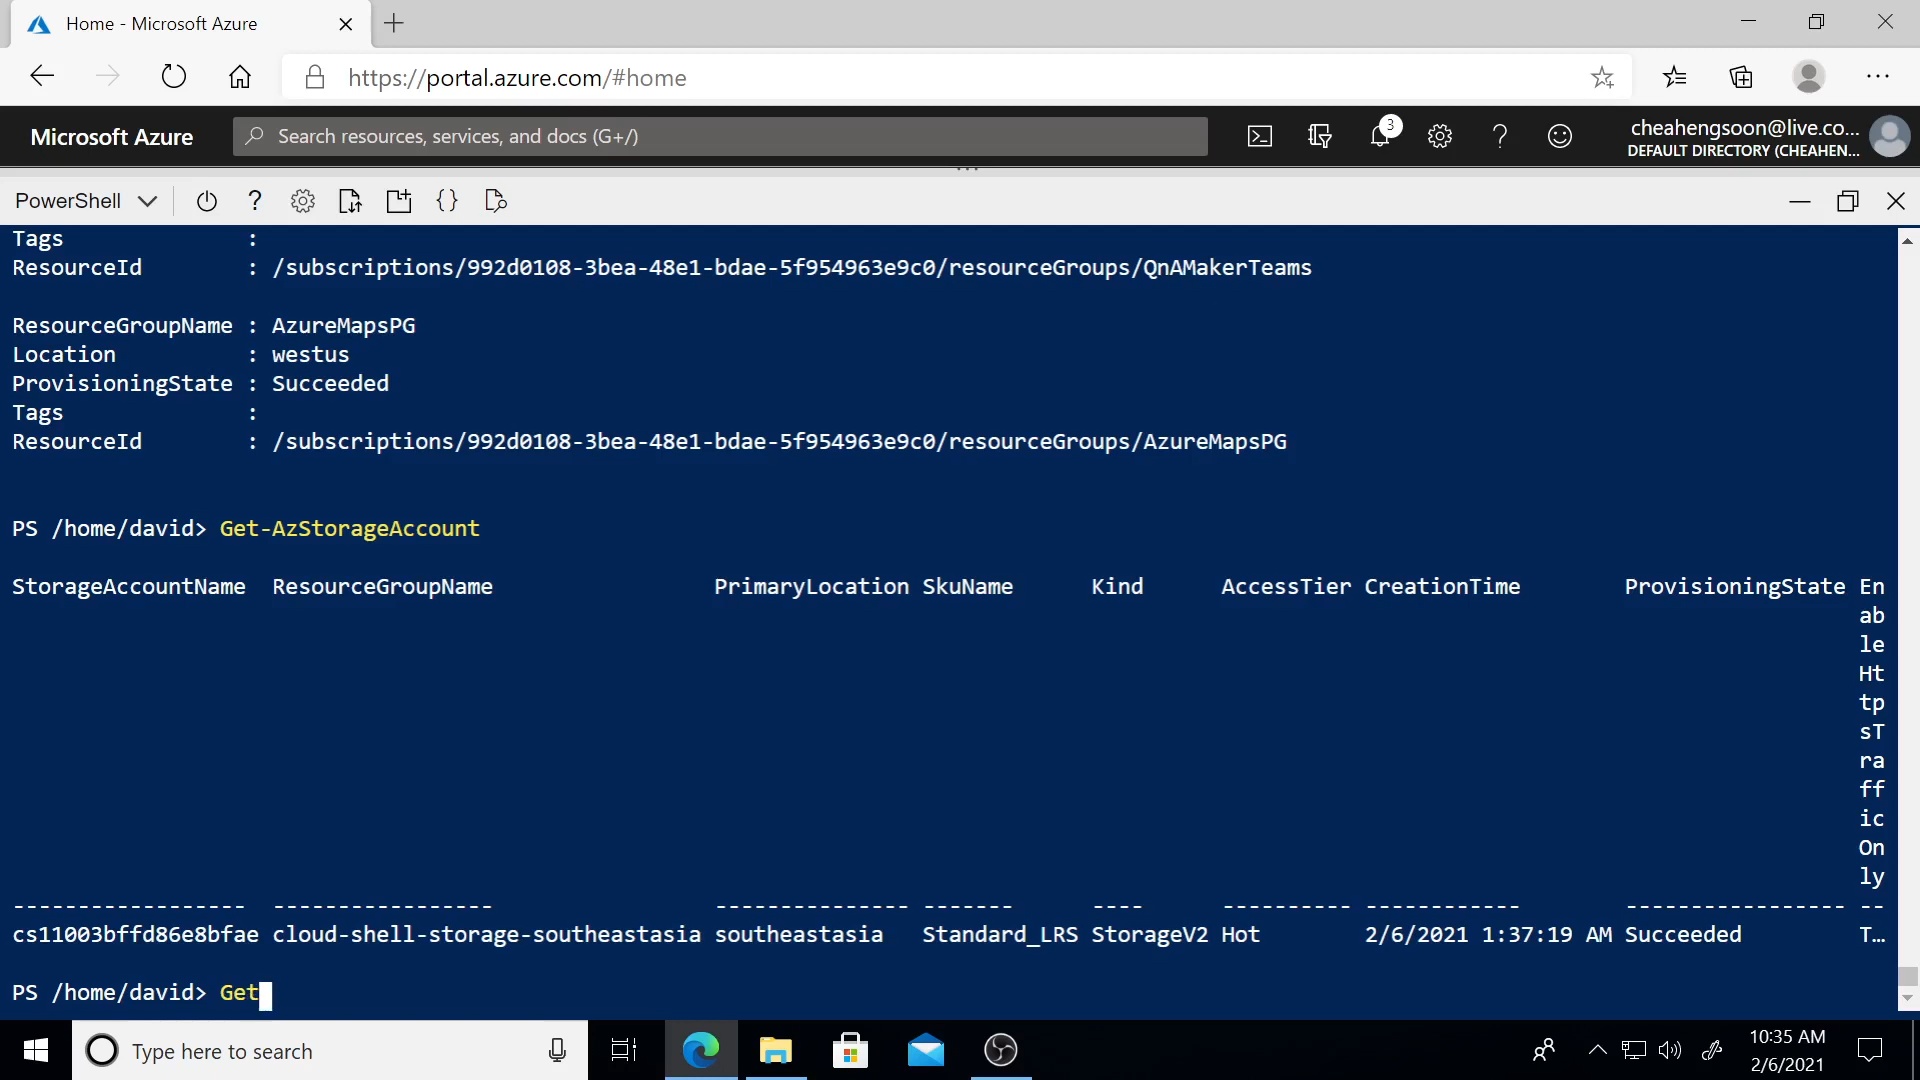 Home - Microsoft Azure
https://portal.azure.com/#home
Microsoft Azure
Search resources, services, and docs (G+/)
3
cheahengsoon@live.co...
DEFAULT DIRECTORY (CHEAHEN...
PowerShell
Tags :
ResourceId : /subscriptions/992d0108-3bea-48e1-bdae-5f954963e9c0/resourceGroups/QnAMakerTeams
ResourceGroupName : AzureMapsPG
Location : westus
ProvisioningState : Succeeded
Tags :
ResourceId : /subscriptions/992d0108-3bea-48e1-bdae-5f954963e9c0/resourceGroups/AzureMapsPG
PS /home/david> Get-AzStorageAccount
StorageAccountName ResourceGroupName PrimaryLocation SkuName Kind AccessTier CreationTime ProvisioningState En
ab
le
Ht
tp
sT
ra
ff
ic
On
ly
------------------ ----------------- --------------- ------- ---- ---------- ------------ ----------------- --
cs11003bffd86e8bfae cloud-shell-storage-southeastasia southeastasia Standard_LRS StorageV2 Hot 2/6/2021 1:37:19 AM Succeeded T…
PS /home/david> Get
Type here to search
10:35 AM
2/6/2021